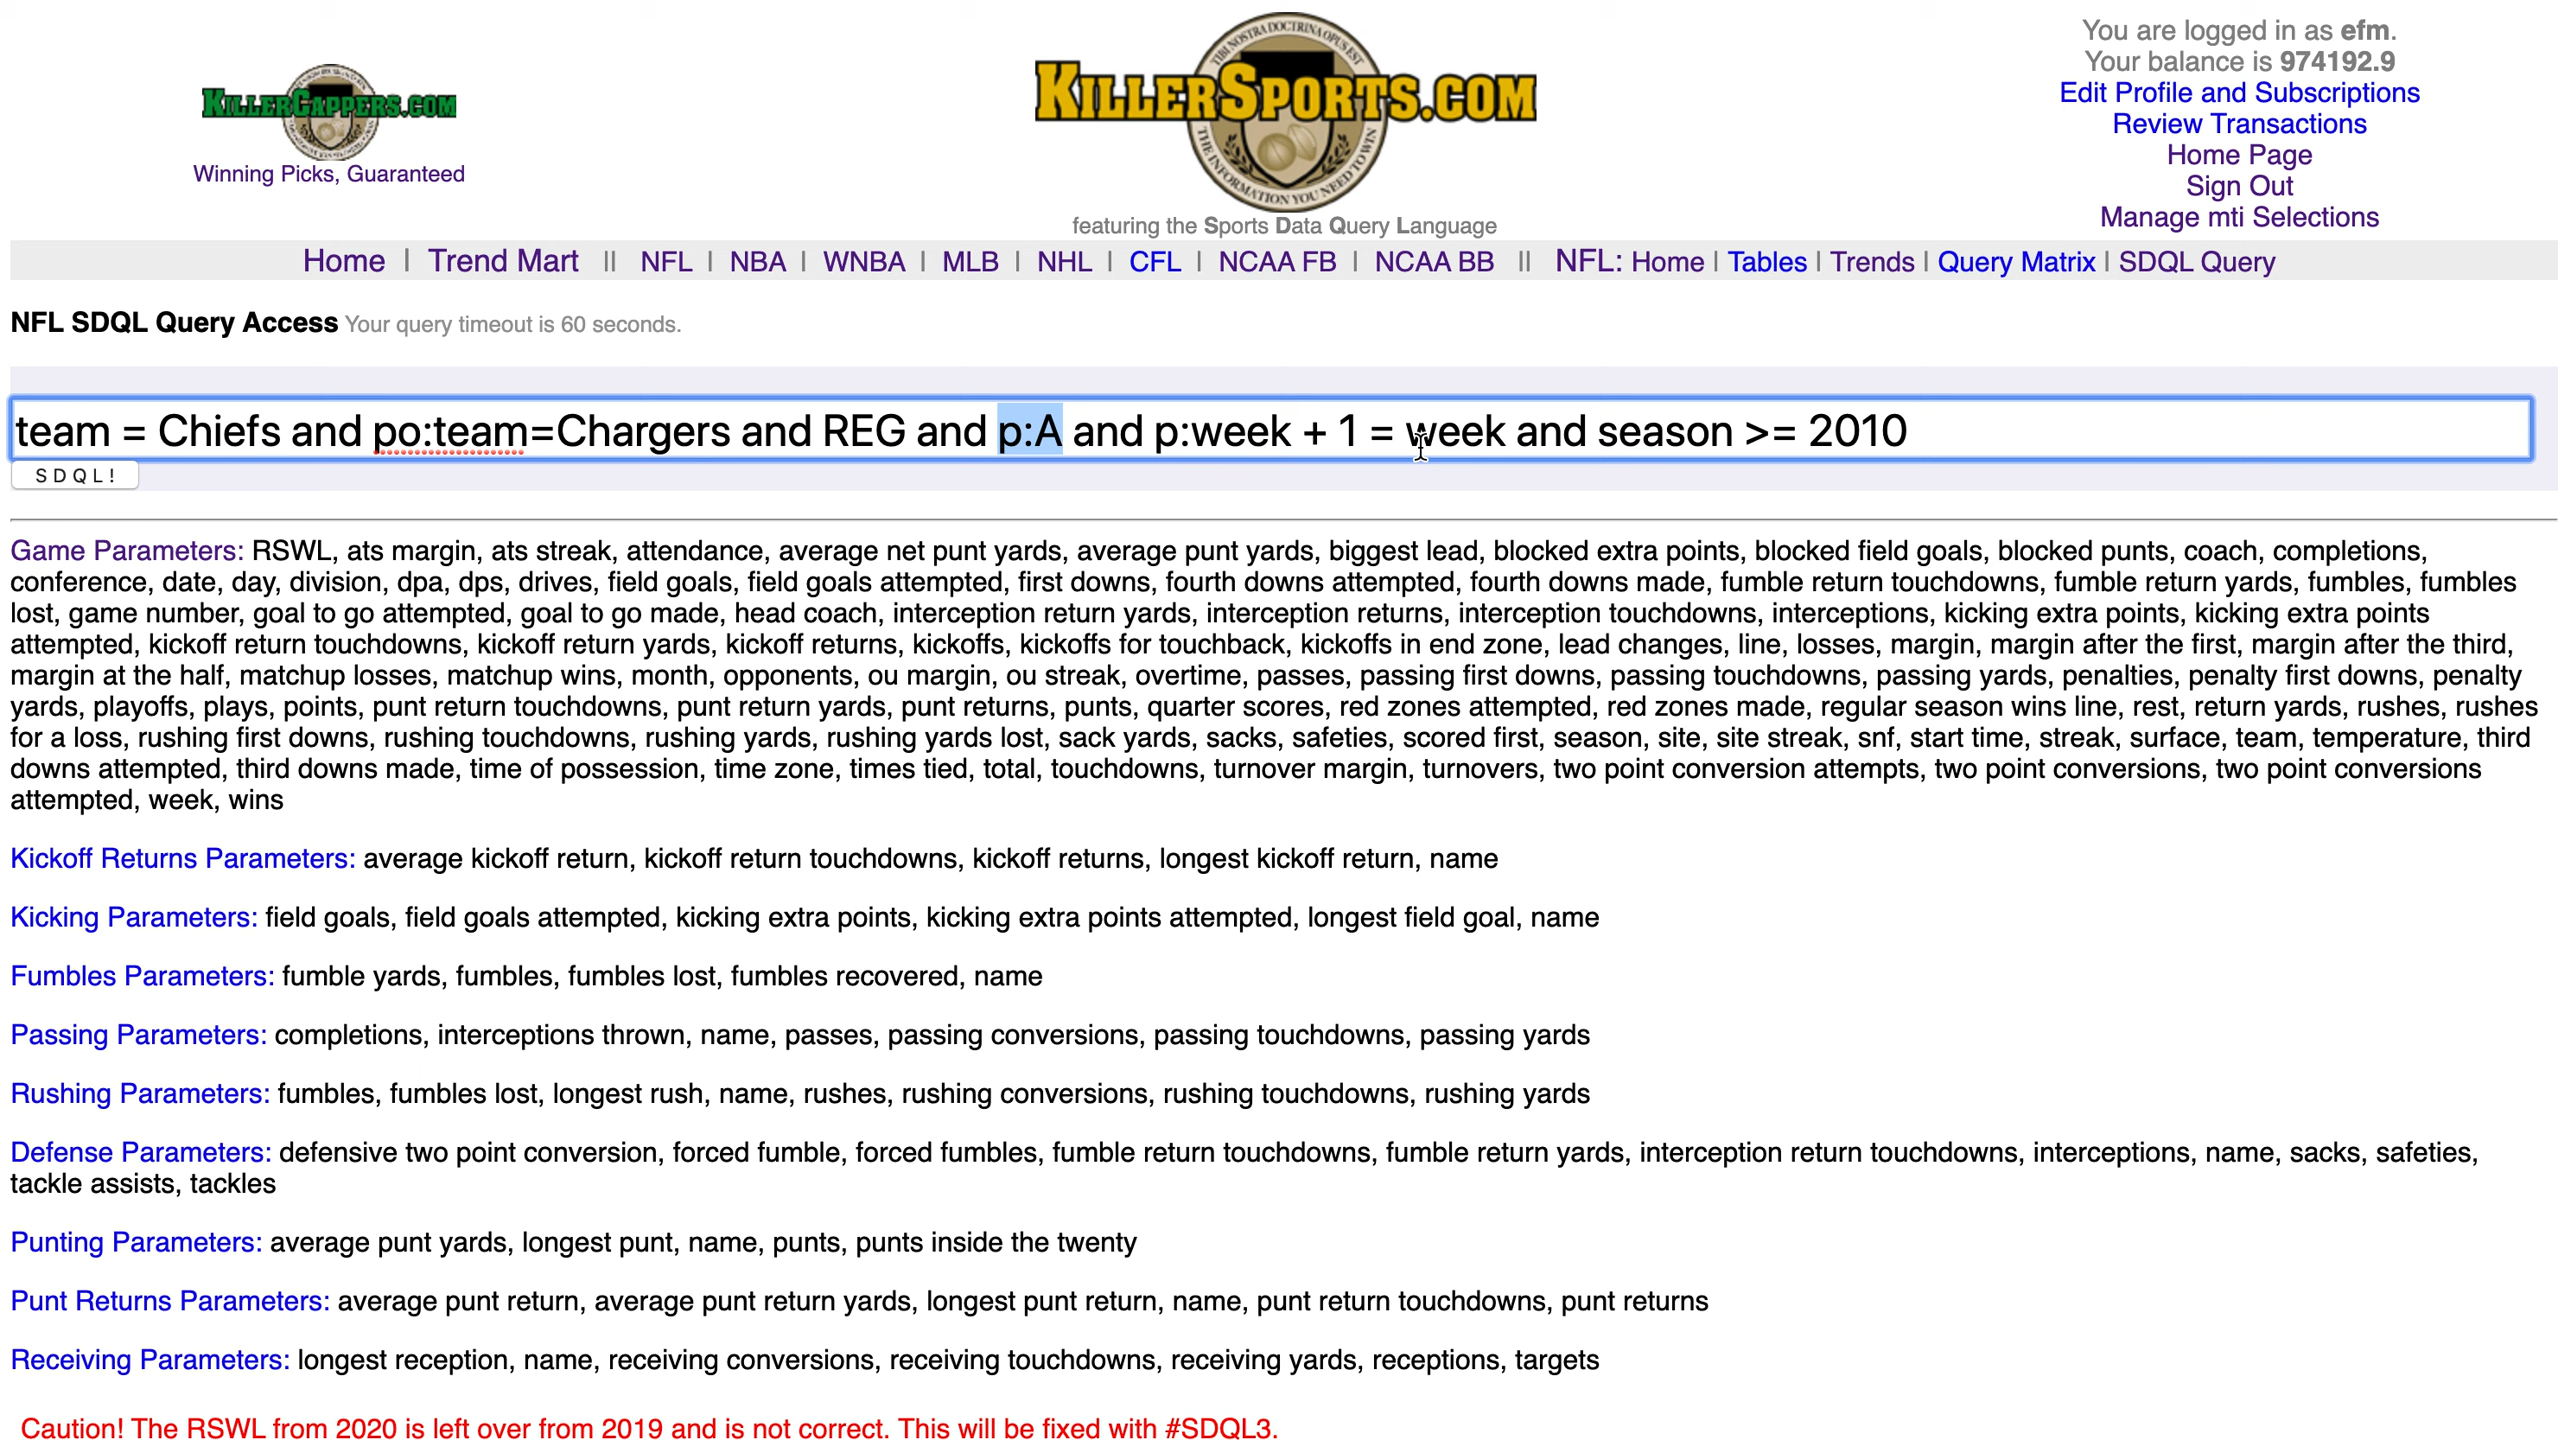 KILLERCAPPERS.COM
Winning Picks, Guaranteed
TIBI NOSTRA DOCTRINA OPUS EST
KILLERSPORTS.COM
THE INFORMATION YOU NEED TO WIN
featuring the Sports Data Query Language
You are logged in as efm.
Your balance is 974192.9
Edit Profile and Subscriptions
Review Transactions
Home Page
Sign Out
Manage mti Selections
Home | Trend Mart || NFL | NBA | WNBA | MLB | NHL | CFL | NCAA FB | NCAA BB || NFL: Home | Tables | Trends | Query Matrix | SDQL Query
NFL SDQL Query Access Your query timeout is 60 seconds.
team = Chiefs and po:team=Chargers and REG and p:A and p:week + 1 = week and season >= 2010
S D Q L !
Game Parameters: RSWL, ats margin, ats streak, attendance, average net punt yards, average punt yards, biggest lead, blocked extra points, blocked field goals, blocked punts, coach, completions,
conference, date, day, division, dpa, dps, drives, field goals, field goals attempted, first downs, fourth downs attempted, fourth downs made, fumble return touchdowns, fumble return yards, fumbles, fumbles
lost, game number, goal to go attempted, goal to go made, head coach, interception return yards, interception returns, interception touchdowns, interceptions, kicking extra points, kicking extra points
attempted, kickoff return touchdowns, kickoff return yards, kickoff returns, kickoffs, kickoffs for touchback, kickoffs in end zone, lead changes, line, losses, margin, margin after the first, margin after the third,
margin at the half, matchup losses, matchup wins, month, opponents, ou margin, ou streak, overtime, passes, passing first downs, passing touchdowns, passing yards, penalties, penalty first downs, penalty
yards, playoffs, plays, points, punt return touchdowns, punt return yards, punt returns, punts, quarter scores, red zones attempted, red zones made, regular season wins line, rest, return yards, rushes, rushes
for a loss, rushing first downs, rushing touchdowns, rushing yards, rushing yards lost, sack yards, sacks, safeties, scored first, season, site, site streak, snf, start time, streak, surface, team, temperature, third
downs attempted, third downs made, time of possession, time zone, times tied, total, touchdowns, turnover margin, turnovers, two point conversion attempts, two point conversions, two point conversions
attempted, week, wins
Kickoff Returns Parameters: average kickoff return, kickoff return touchdowns, kickoff returns, longest kickoff return, name
Kicking Parameters: field goals, field goals attempted, kicking extra points, kicking extra points attempted, longest field goal, name
Fumbles Parameters: fumble yards, fumbles, fumbles lost, fumbles recovered, name
Passing Parameters: completions, interceptions thrown, name, passes, passing conversions, passing touchdowns, passing yards
Rushing Parameters: fumbles, fumbles lost, longest rush, name, rushes, rushing conversions, rushing touchdowns, rushing yards
Defense Parameters: defensive two point conversion, forced fumble, forced fumbles, fumble return touchdowns, fumble return yards, interception return touchdowns, interceptions, name, sacks, safeties,
tackle assists, tackles
Punting Parameters: average punt yards, longest punt, name, punts, punts inside the twenty
Punt Returns Parameters: average punt return, average punt return yards, longest punt return, name, punt return touchdowns, punt returns
Receiving Parameters: longest reception, name, receiving conversions, receiving touchdowns, receiving yards, receptions, targets
Caution! The RSWL from 2020 is left over from 2019 and is not correct. This will be fixed with #SDQL3.